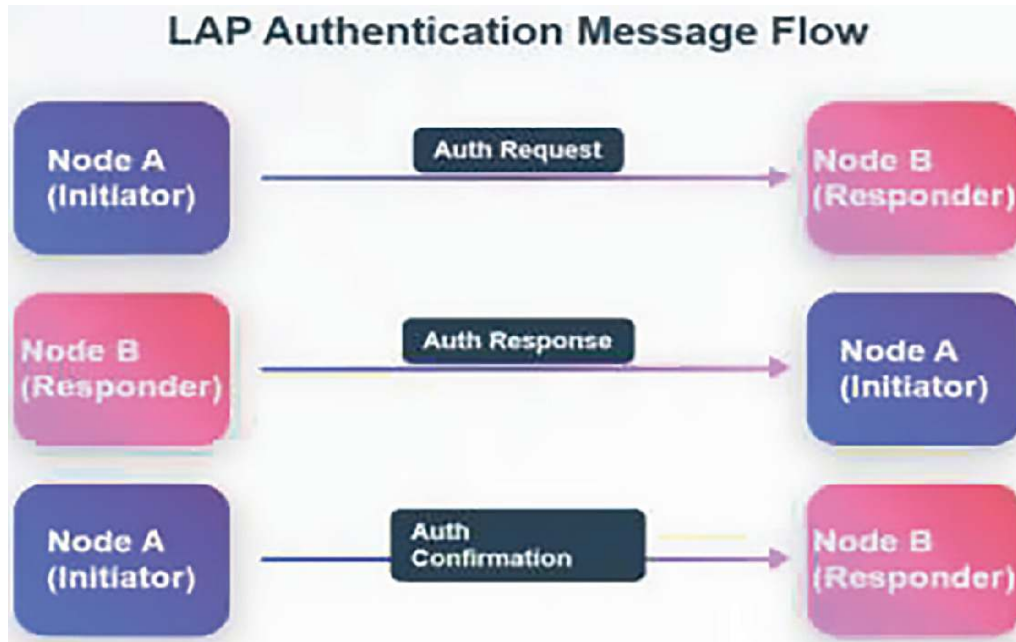 LAP Authentication Message Flow
Node A
(Initiator)
Auth Request
Node B
(Responder)
Node B
(Responder)
Auth Response
Node A
(Initiator)
Node A
(Initiator)
Auth
Confirmation
Node B
(Responder)